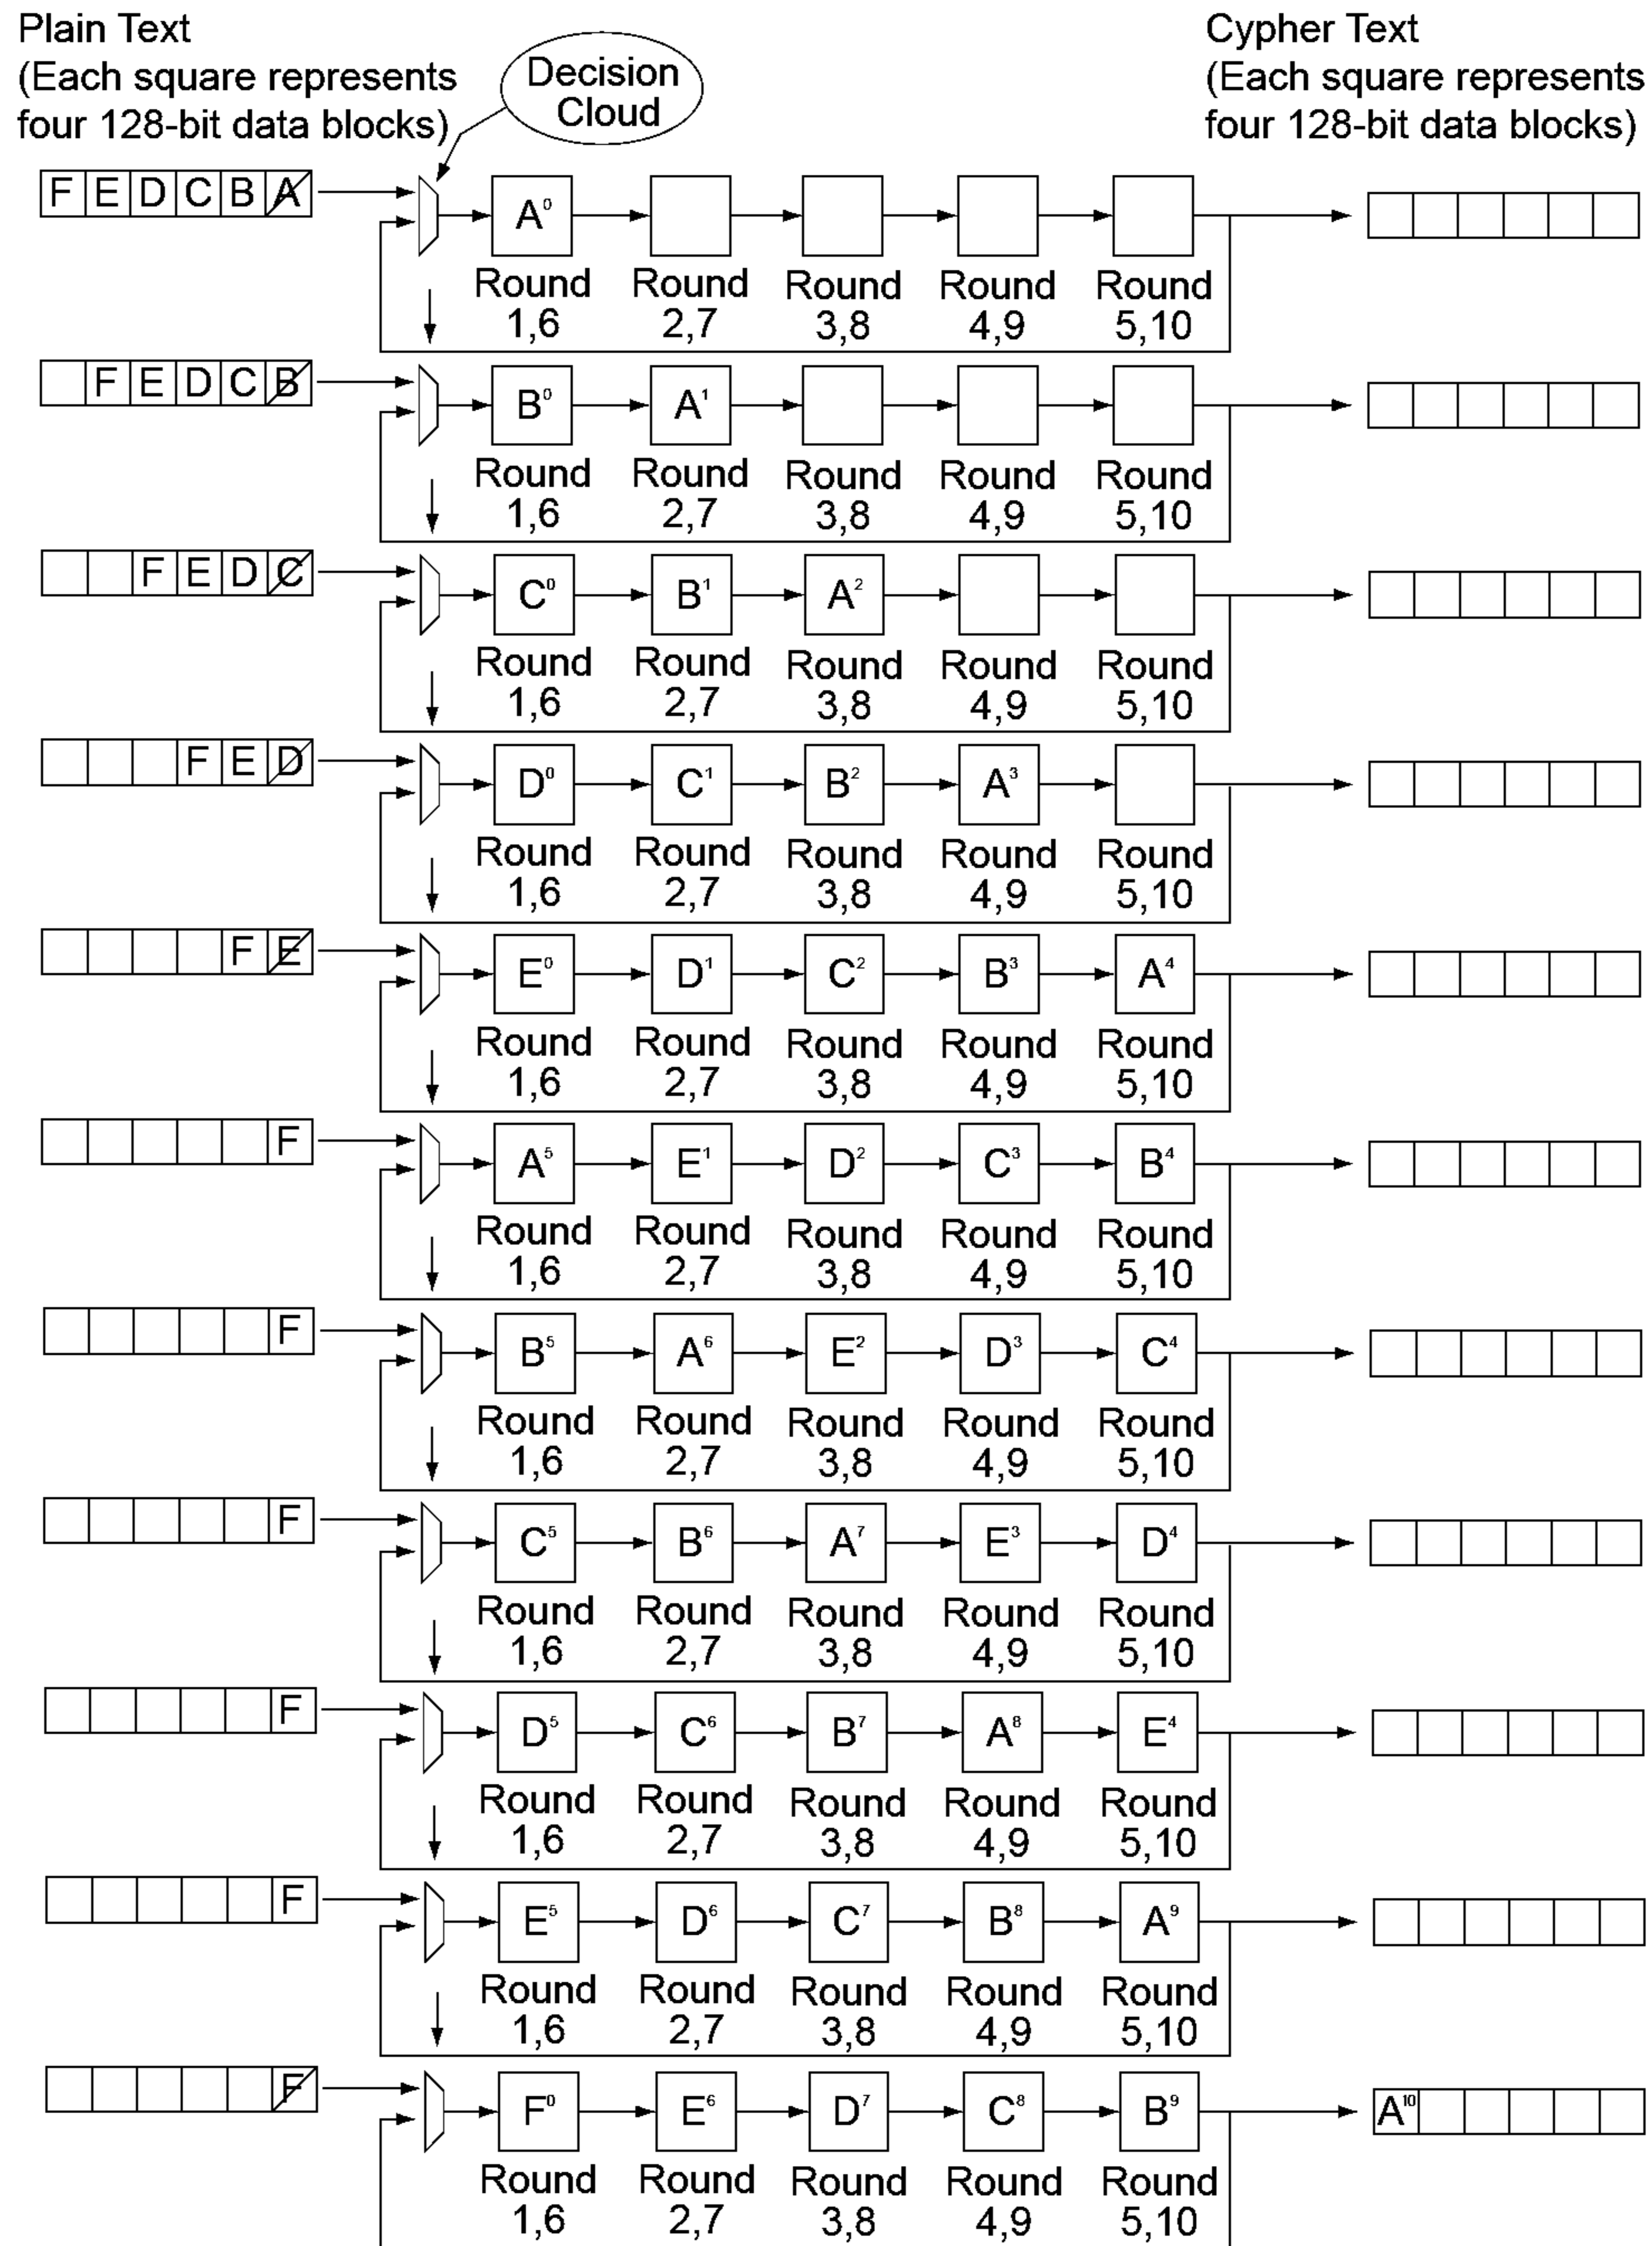 Plain Text
(Each square represents
four 128-bit data blocks)
Decision
Cloud
Cypher Text
(Each square represents
four 128-bit data blocks)
F E D C B A
A⁰
Round Round Round Round Round
1,6 2,7 3,8 4,9 5,10
F E D C B
B⁰ A¹
Round Round Round Round Round
1,6 2,7 3,8 4,9 5,10
F E D C
C⁰ B¹ A²
Round Round Round Round Round
1,6 2,7 3,8 4,9 5,10
F E D
D⁰ C¹ B² A³
Round Round Round Round Round
1,6 2,7 3,8 4,9 5,10
F E
E⁰ D¹ C² B³ A⁴
Round Round Round Round Round
1,6 2,7 3,8 4,9 5,10
F
A⁵ E¹ D² C³ B⁴
Round Round Round Round Round
1,6 2,7 3,8 4,9 5,10
F
B⁵ A⁶ E² D³ C⁴
Round Round Round Round Round
1,6 2,7 3,8 4,9 5,10
F
C⁵ B⁶ A⁷ E³ D⁴
Round Round Round Round Round
1,6 2,7 3,8 4,9 5,10
F
D⁵ C⁶ B⁷ A⁸ E⁴
Round Round Round Round Round
1,6 2,7 3,8 4,9 5,10
F
E⁵ D⁶ C⁷ B⁸ A⁹
Round Round Round Round Round
1,6 2,7 3,8 4,9 5,10
F
F⁰ E⁶ D⁷ C⁸ B⁹ A¹⁰
Round Round Round Round Round
1,6 2,7 3,8 4,9 5,10